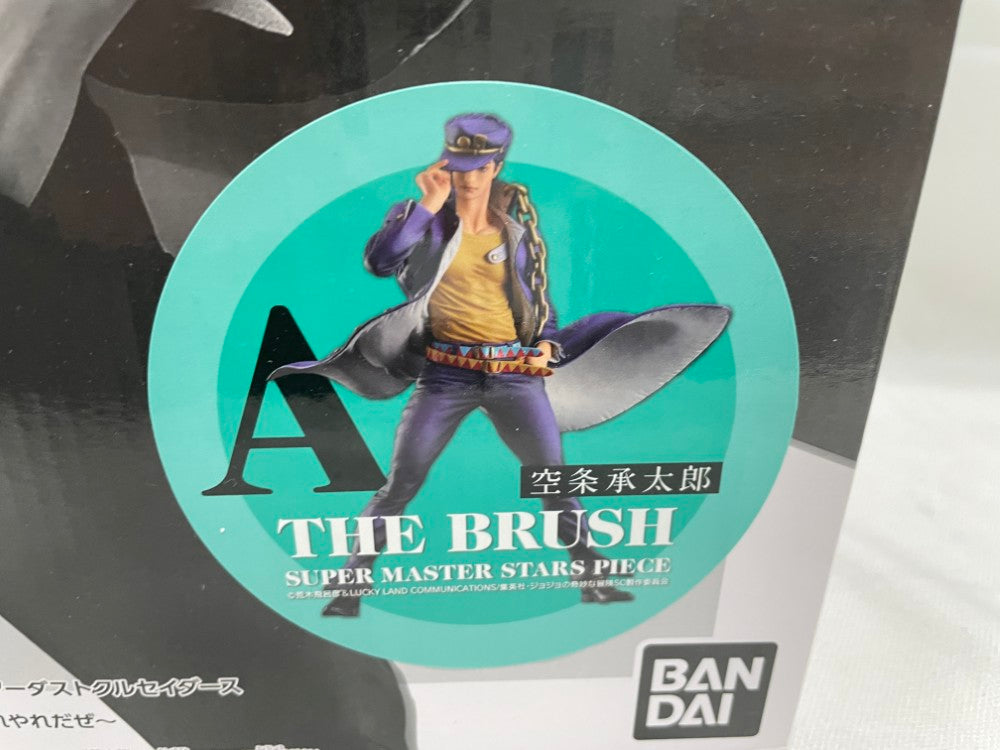 A
空条承太郎
THE BRUSH
SUPER MASTER STARS PIECE
©荒木飛呂彦&LUCKY LAND COMMUNICATIONS/集英社・ジョジョの奇妙な冒険SC製作委員会
ーダストクルセイダース
れやれだぜ～
BAN
DAI